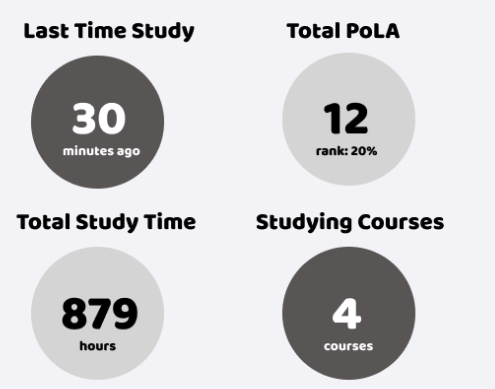 Last Time Study
30
minutes ago
Total PoLA
12
rank: 20%
Total Study Time
879
hours
Studying Courses
4
courses